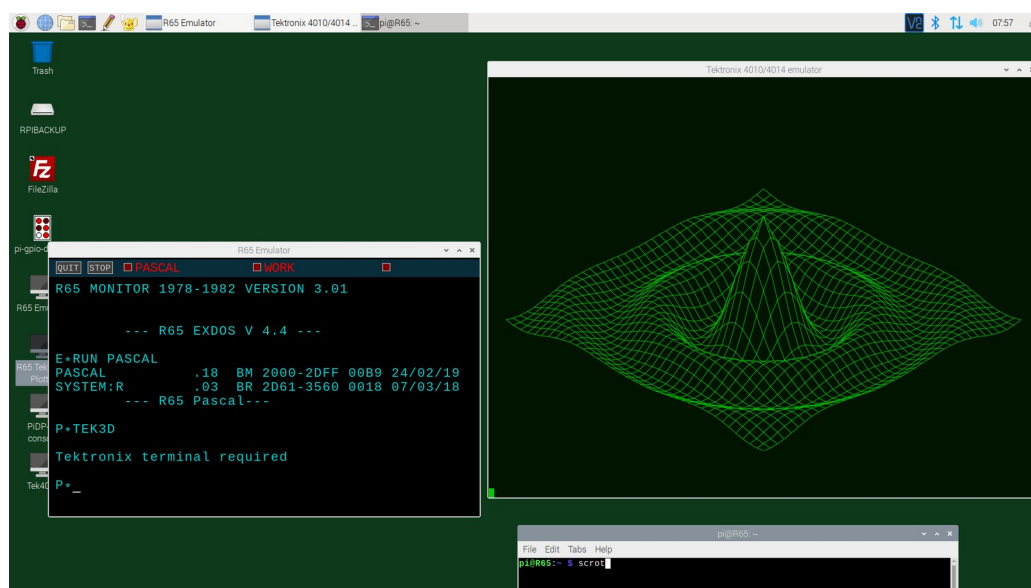 R65 Emulator
Tektronix 4010/4014 ...
pi@R65: ~
V2
07:57
Trash
RPIBACKUP
Fz
FileZilla
pi-gpio-d
R65 Em
R65 Tek
Plott
PiDP-
conso
Tek40
Tektronix 4010/4014 emulator
R65 Emulator
QUIT STOP PASCAL WORK
R65 MONITOR 1978-1982 VERSION 3.01
--- R65 EXDOS V 4.4 ---
E*RUN PASCAL
PASCAL .18 BM 2000-2DFF 00B9 24/02/19
SYSTEM:R .03 BR 2D61-3560 0018 07/03/18
--- R65 Pascal---
P*TEK3D
Tektronix terminal required
P*_
pi@R65: ~
File Edit Tabs Help
pi@R65:~ $ scrot